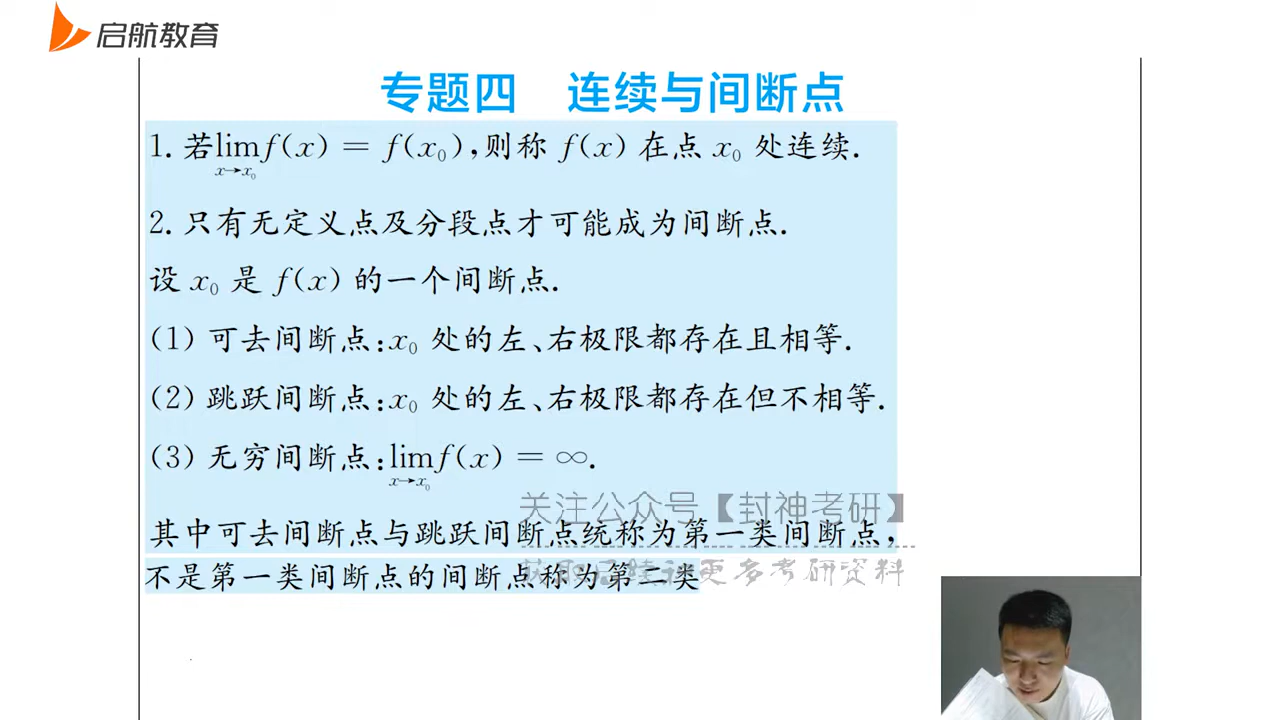 启航教育
专题四 连续与间断点
1. 若lim f(x) = f(x₀),则称 f(x) 在点 x₀ 处连续.
x→x₀
2. 只有无定义点及分段点才可能成为间断点.
设 x₀ 是 f(x) 的一个间断点.
(1) 可去间断点:x₀ 处的左、右极限都存在且相等.
(2) 跳跃间断点:x₀ 处的左、右极限都存在但不相等.
(3) 无穷间断点:lim f(x) = ∞.
x→x₀
关注公众号【封神考研】
其中可去间断点与跳跃间断点统称为第一类间断点,
不是第一类间断点的间断点称为第二类
更多考研资料